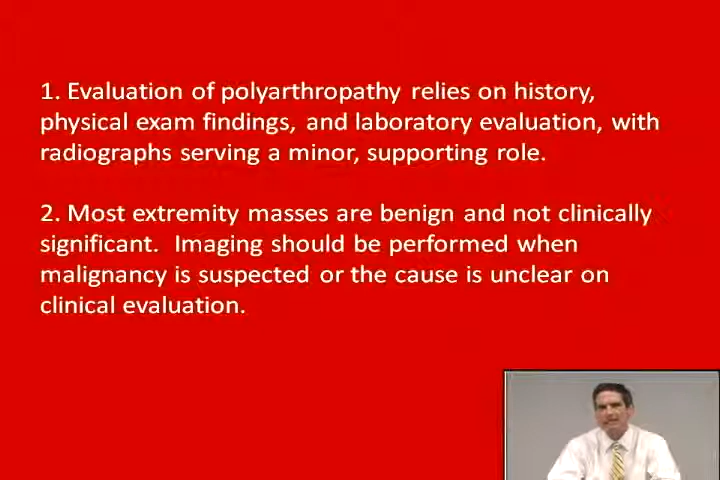 1. Evaluation of polyarthropathy relies on history,
physical exam findings, and laboratory evaluation, with
radiographs serving a minor, supporting role.
2. Most extremity masses are benign and not clinically
significant.  Imaging should be performed when
malignancy is suspected or the cause is unclear on
clinical evaluation.